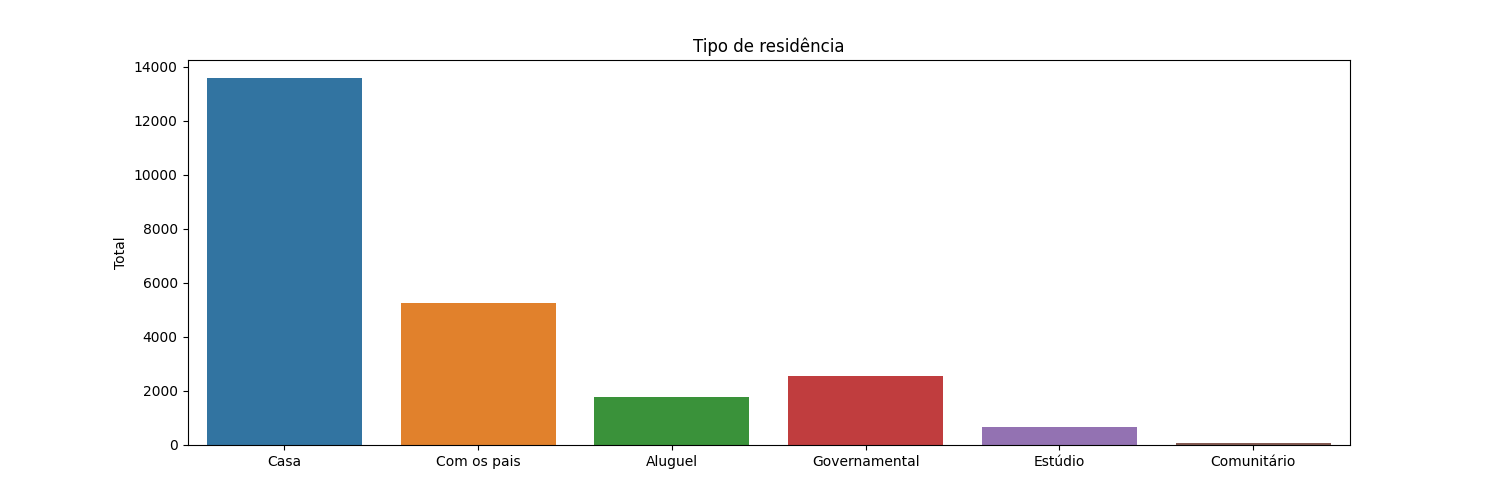 Tipo de residência
14000
12000
10000
8000
6000
4000
2000
0
Total
Casa
Com os pais
Aluguel
Governamental
Estúdio
Comunitário